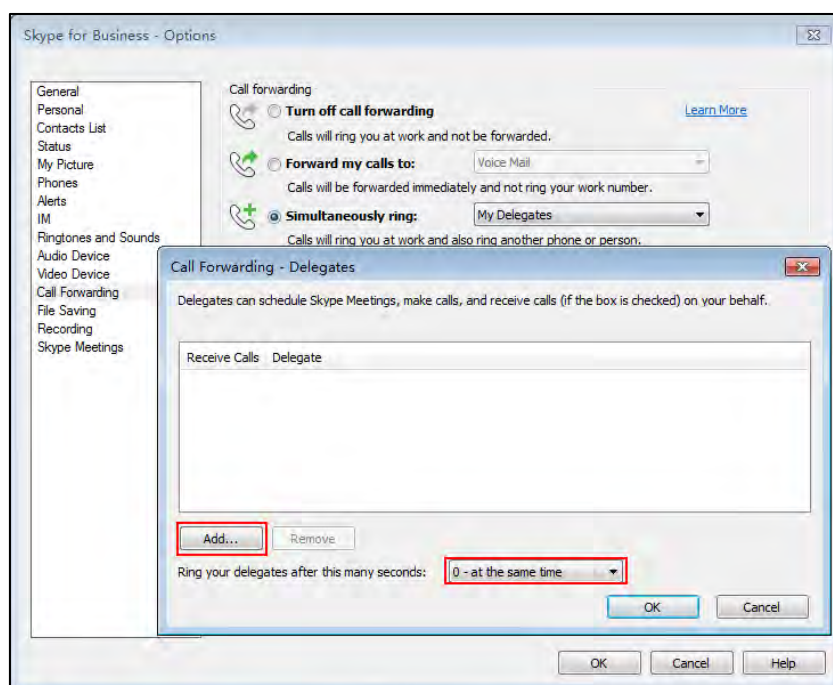 Skype for Business - Options
General
Personal
Contacts List
Status
My Picture
Phones
Alerts
IM
Ringtones and Sounds
Audio Device
Video Device
Call Forwarding
File Saving
Recording
Skype Meetings
Call forwarding
Turn off call forwarding
Learn More
Calls will ring you at work and not be forwarded.
Forward my calls to:
Voice Mail
Calls will be forwarded immediately and not ring your work number.
Simultaneously ring:
My Delegates
Calls will ring you at work and also ring another phone or person.
Call Forwarding - Delegates
Delegates can schedule Skype Meetings, make calls, and receive calls (if the box is checked) on your behalf.
Receive Calls Delegate
Add... Remove
Ring your delegates after this many seconds: 0 - at the same time
OK Cancel
OK Cancel Help